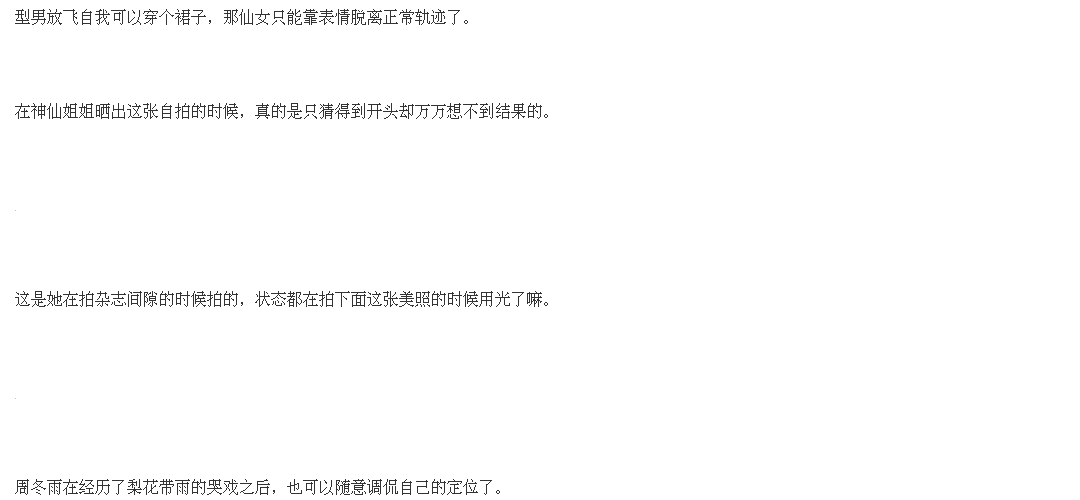 型男放飞自我可以穿个裙子，那仙女只能靠表情脱离正常轨迹了。
在神仙姐姐晒出这张自拍的时候，真的是只猜得到开头却万万想不到结果的。
这是她在拍杂志间隙的时候拍的，状态都在拍下面这张美照的时候用光了嘛。
周冬雨在经历了梨花带雨的哭戏之后，也可以随意调侃自己的定位了。